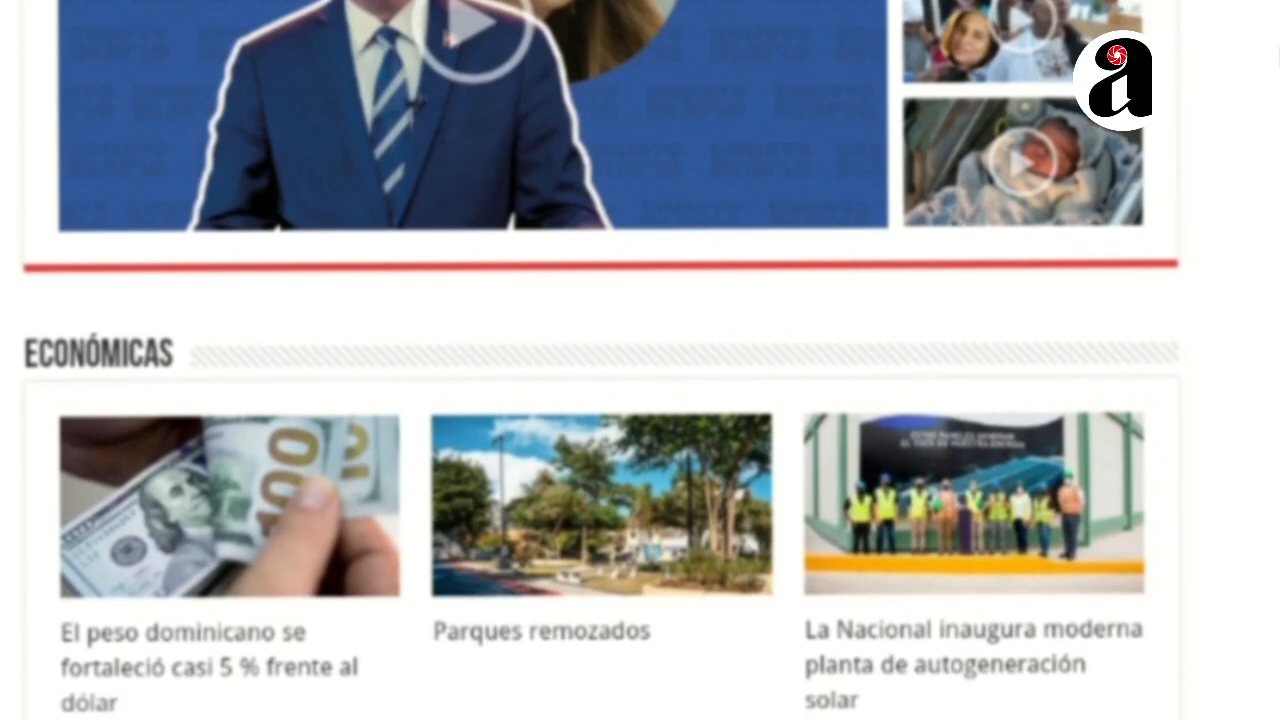 a
ECONÓMICAS
100
El peso dominicano se
fortaleció casi 5 % frente al
dólar
Parques remozados
La Nacional inaugura moderna
planta de autogeneración
solar